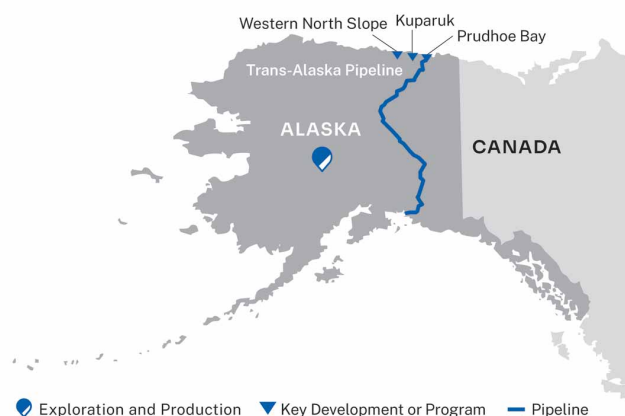 Western North Slope
Kuparuk
Prudhoe Bay
Trans-Alaska Pipeline
ALASKA
CANADA
Exploration and Production
Key Development or Program
Pipeline